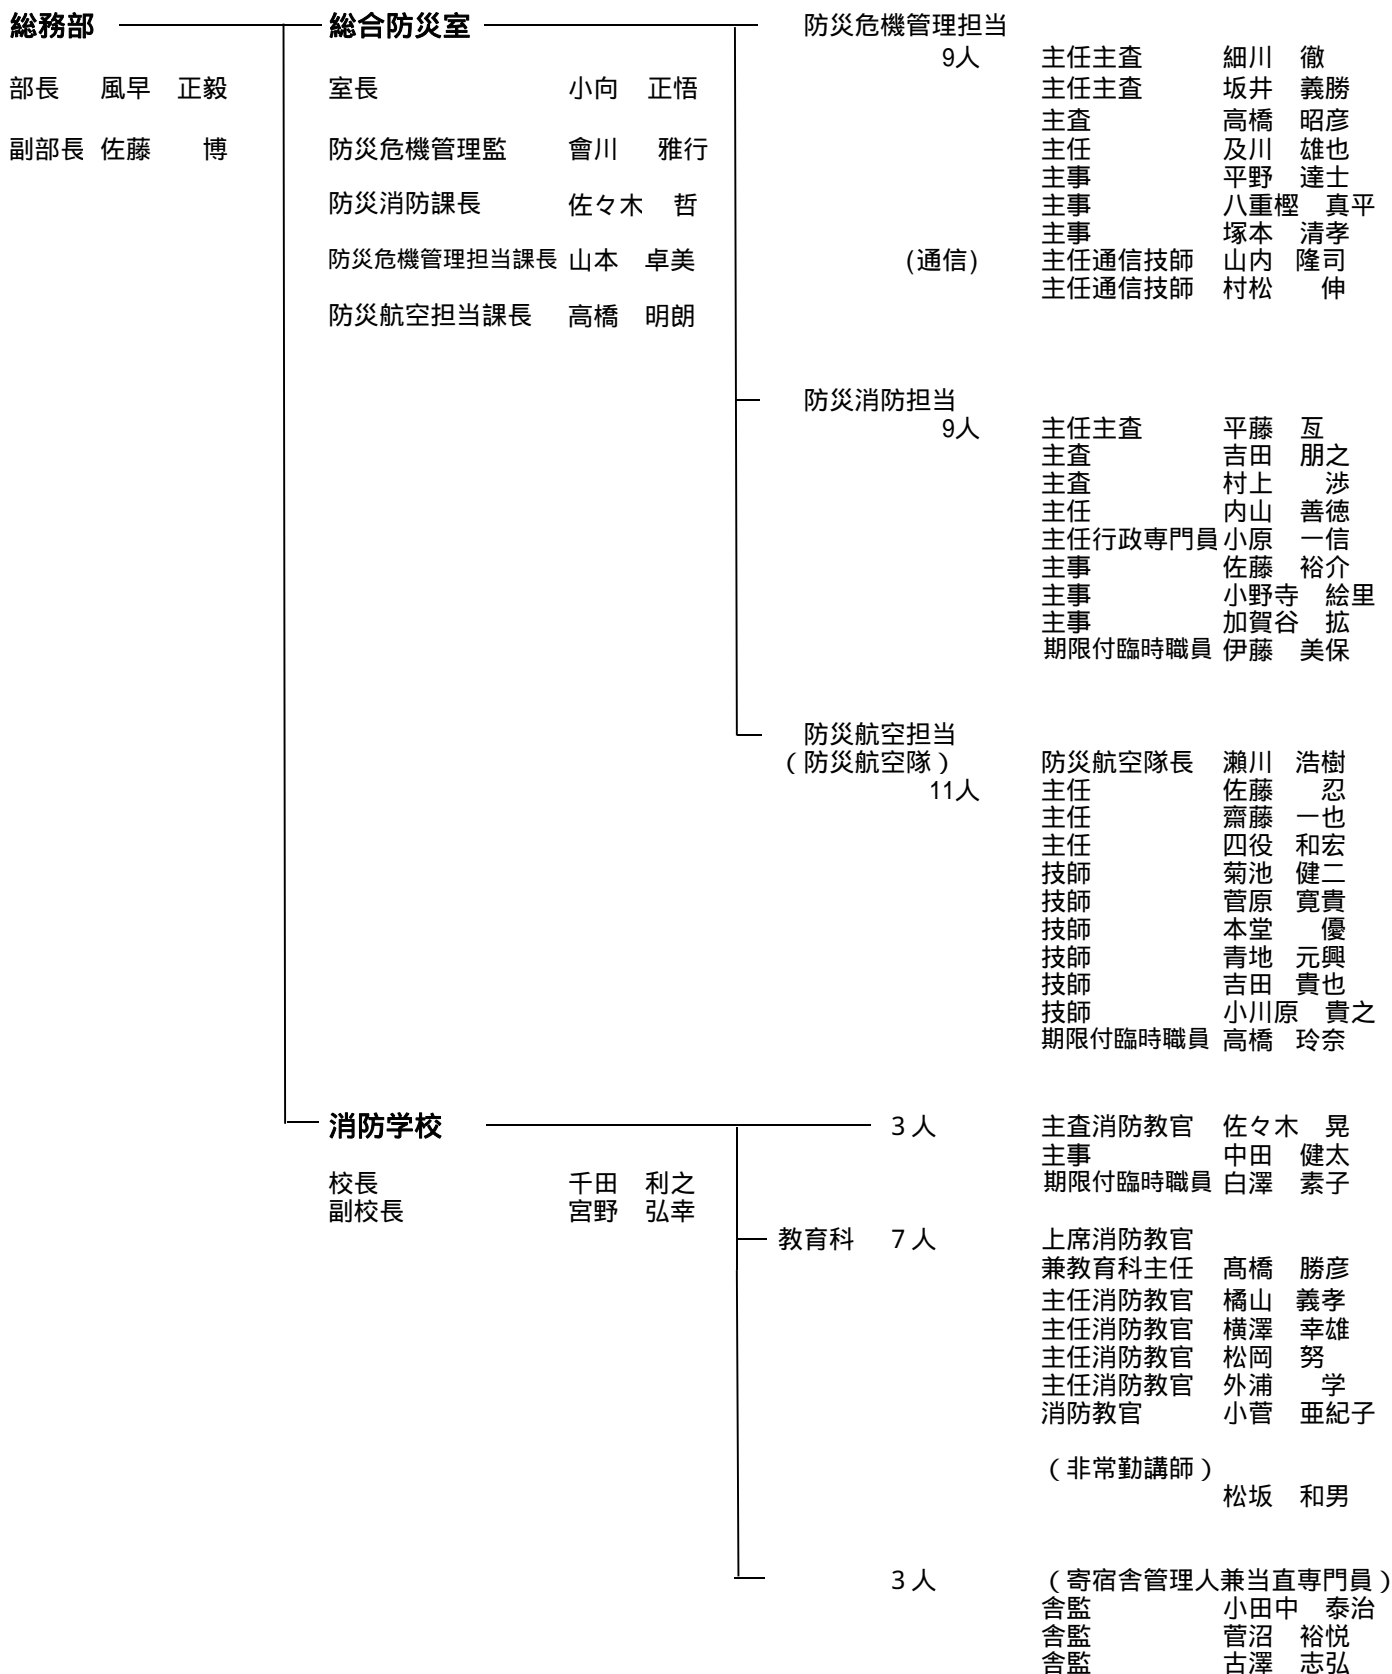 総務部 総合防災室 防災危機管理担当
9人 主任主査 細川 徹
部長 風早 正毅 室長 小向 正悟 主任主査 坂井 義勝
主査 高橋 昭彦
副部長 佐藤 博 防災危機管理監 會川 雅行 主任 及川 雄也
主事 平野 達士
防災消防課長 佐々木 哲 主事 八重樫 真平
主事 塚本 清孝
防災危機管理担当課長 山本 卓美 (通信) 主任通信技師 山内 隆司
主任通信技師 村松 伸
防災航空担当課長 高橋 明朗
防災消防担当
9人 主任主査 平藤 亙
主査 吉田 朋之
主査 村上 渉
主任 内山 善徳
主任行政専門員 小原 一信
主事 佐藤 裕介
主事 小野寺 絵里
主事 加賀谷 拡
期限付臨時職員 伊藤 美保
防災航空担当
(防災航空隊) 防災航空隊長 瀬川 浩樹
11人 主任 佐藤 忍
主任 齋藤 一也
主任 四役 和宏
技師 菊池 健二
技師 菅原 寛貴
技師 本堂 優
技師 青地 元興
技師 吉田 貴也
技師 小川原 貴之
期限付臨時職員 高橋 玲奈
消防学校 3人 主査消防教官 佐々木 晃
主事 中田 健太
校長 千田 利之 期限付臨時職員 白澤 素子
副校長 宮野 弘幸
教育科 7人 上席消防教官
兼教育科主任 髙橋 勝彦
主任消防教官 橘山 義孝
主任消防教官 横澤 幸雄
主任消防教官 松岡 努
主任消防教官 外浦 学
消防教官 小菅 亜紀子
(非常勤講師)
松坂 和男
3人 (寄宿舎管理人兼当直専門員)
舎監 小田中 泰治
舎監 菅沼 裕悦
舎監 古澤 志弘